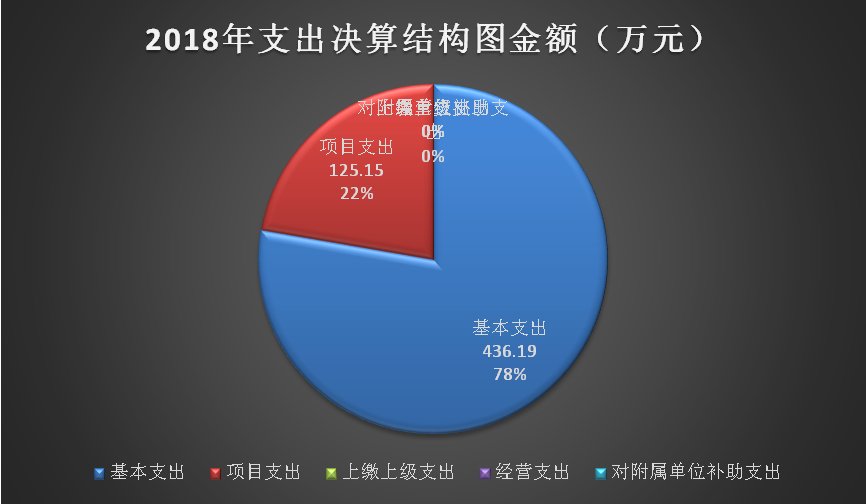 2018年支出决算结构图金额（万元）
0%
0%
项目支出
125.15
22%
基本支出
436.19
78%
基本支出 项目支出 上缴上级支出 经营支出 对附属单位补助支出